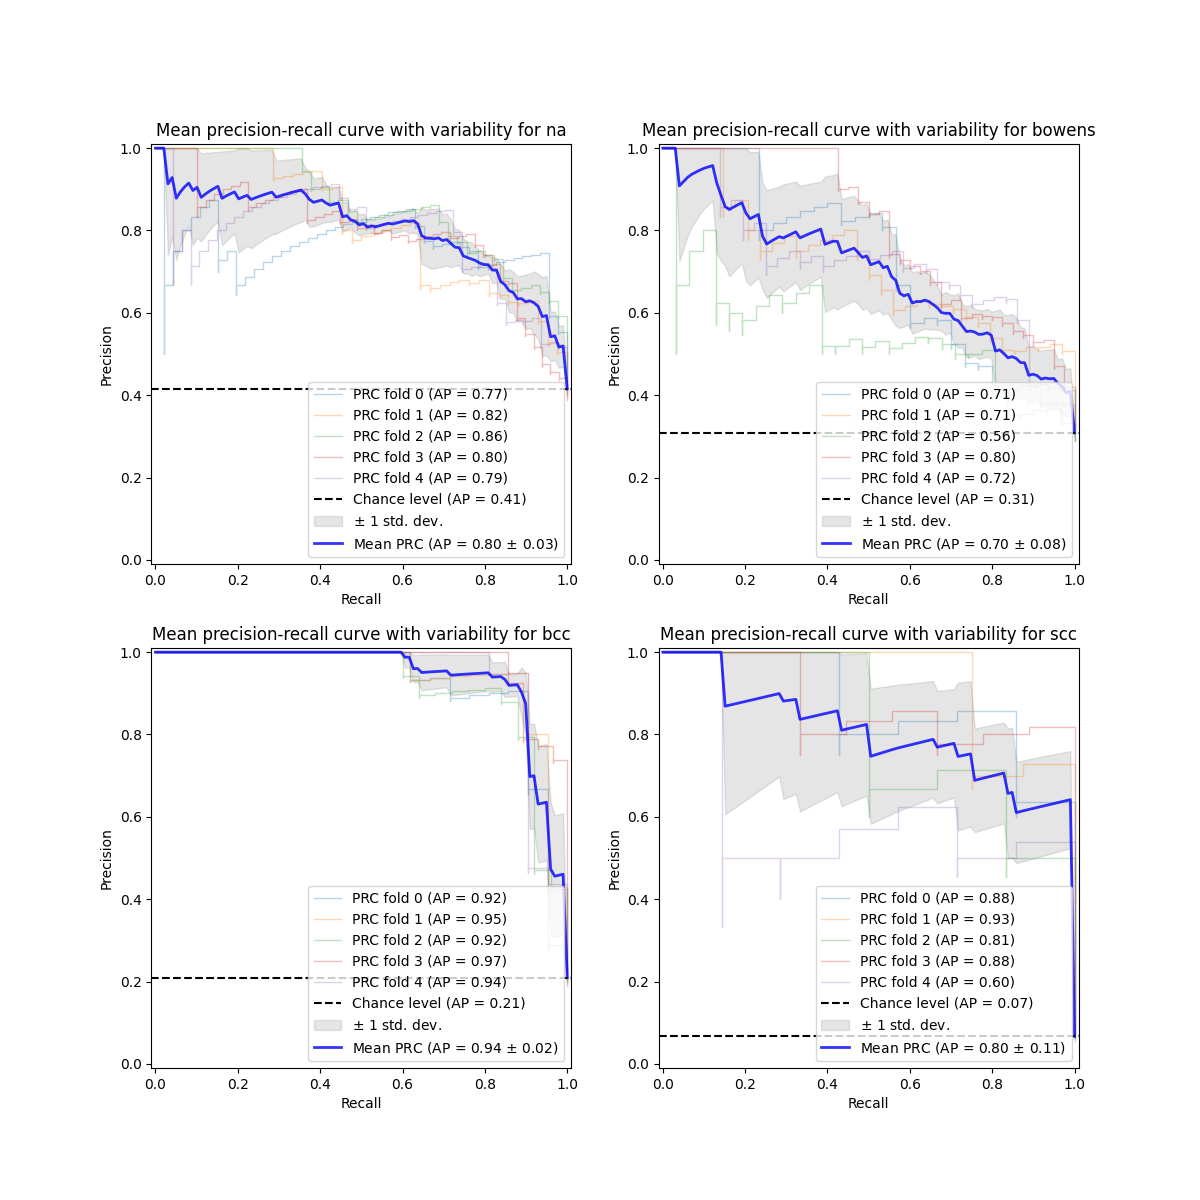 Mean precision-recall curve with variability for na
1.0
0.8
0.6
0.4
0.2
0.0
Precision
PRC fold 0 (AP = 0.77)
PRC fold 1 (AP = 0.82)
PRC fold 2 (AP = 0.86)
PRC fold 3 (AP = 0.80)
PRC fold 4 (AP = 0.79)
Chance level (AP = 0.41)
± 1 std. dev.
Mean PRC (AP = 0.80 ± 0.03)
0.0 0.2 0.4 0.6 0.8 1.0
Recall
Mean precision-recall curve with variability for bowens
1.0
0.8
0.6
0.4
0.2
0.0
Precision
PRC fold 0 (AP = 0.71)
PRC fold 1 (AP = 0.71)
PRC fold 2 (AP = 0.56)
PRC fold 3 (AP = 0.80)
PRC fold 4 (AP = 0.72)
Chance level (AP = 0.31)
± 1 std. dev.
Mean PRC (AP = 0.70 ± 0.08)
0.0 0.2 0.4 0.6 0.8 1.0
Recall
Mean precision-recall curve with variability for bcc
1.0
0.8
0.6
0.4
0.2
0.0
Precision
PRC fold 0 (AP = 0.92)
PRC fold 1 (AP = 0.95)
PRC fold 2 (AP = 0.92)
PRC fold 3 (AP = 0.97)
PRC fold 4 (AP = 0.94)
Chance level (AP = 0.21)
± 1 std. dev.
Mean PRC (AP = 0.94 ± 0.02)
0.0 0.2 0.4 0.6 0.8 1.0
Recall
Mean precision-recall curve with variability for scc
1.0
0.8
0.6
0.4
0.2
0.0
Precision
PRC fold 0 (AP = 0.88)
PRC fold 1 (AP = 0.93)
PRC fold 2 (AP = 0.81)
PRC fold 3 (AP = 0.88)
PRC fold 4 (AP = 0.60)
Chance level (AP = 0.07)
± 1 std. dev.
Mean PRC (AP = 0.80 ± 0.11)
0.0 0.2 0.4 0.6 0.8 1.0
Recall